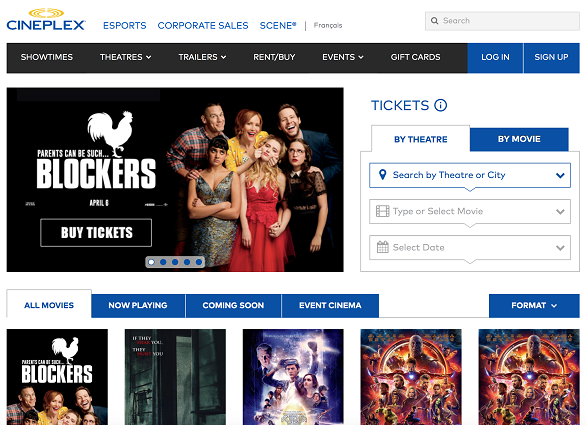 CINEPLEX
ESPORTS CORPORATE SALES SCENE® | Français
Search
SHOWTIMES THEATRES TRAILERS RENT/BUY EVENTS GIFT CARDS LOG IN SIGN UP
PARENTS CAN BE SUCH...
BLOCKERS
APRIL 6
BUY TICKETS
TICKETS
BY THEATRE BY MOVIE
Search by Theatre or City
Type or Select Movie
Select Date
ALL MOVIES NOW PLAYING COMING SOON EVENT CINEMA FORMAT
PARENTS CAN BE SUCH...
BLOCKERS
IF THEY
HEAR YOU,
THEY
HUNT YOU